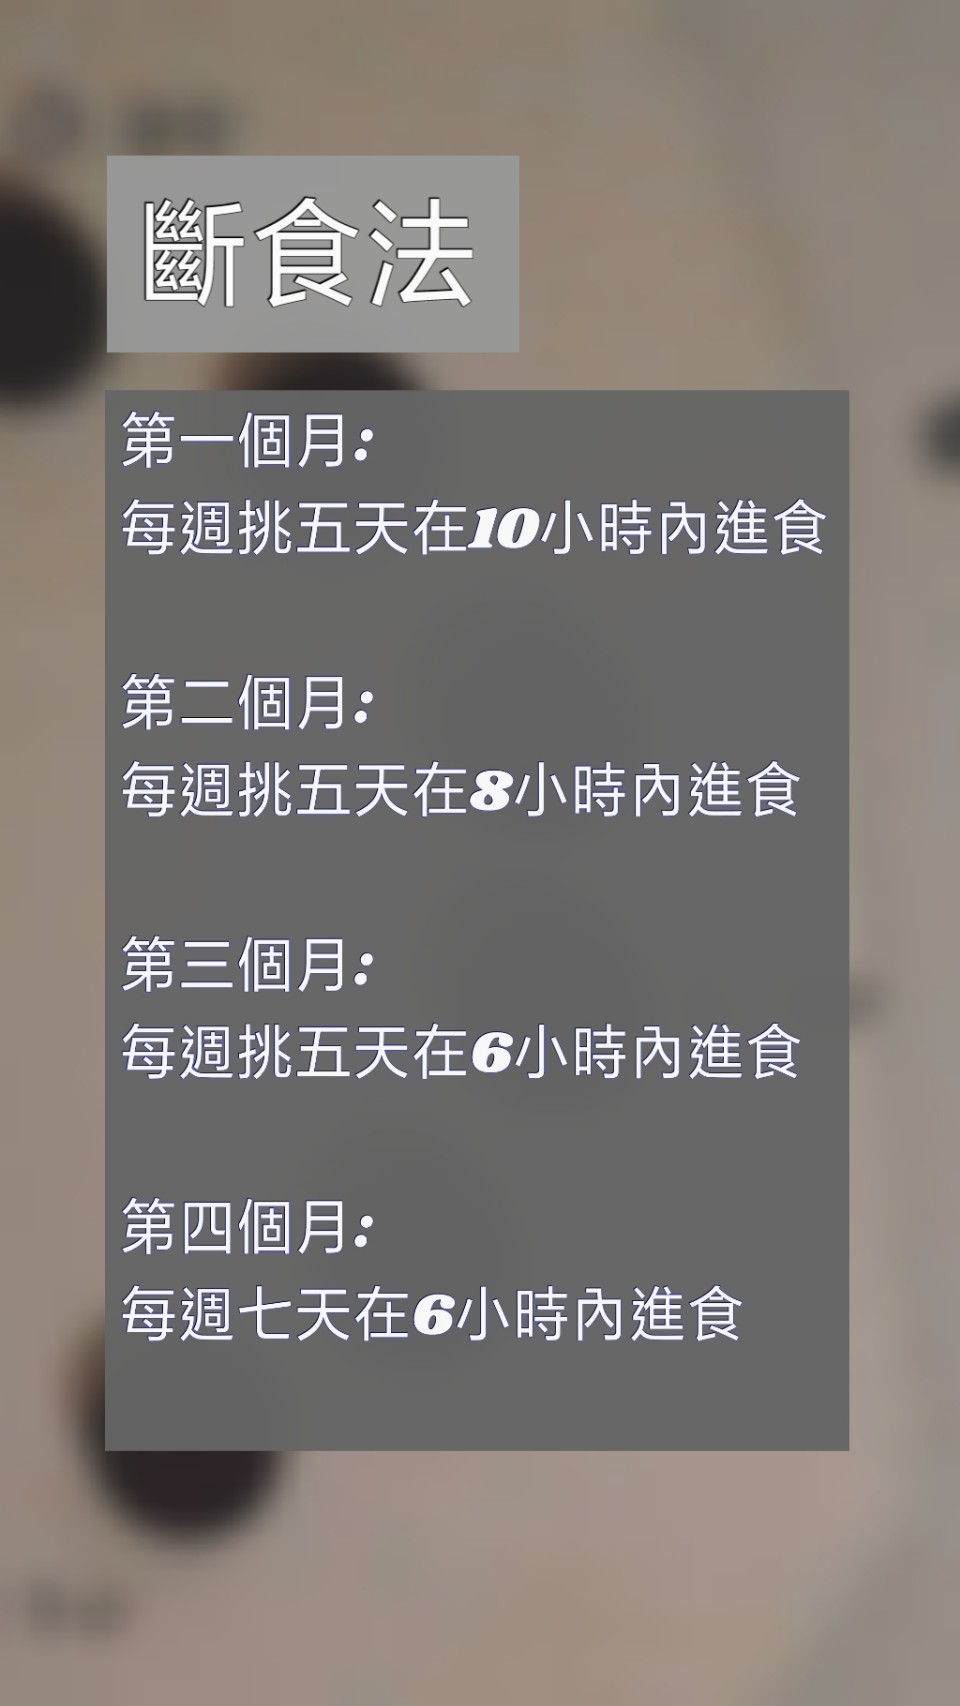 斷食法
第一個月:
每週挑五天在10小時內進食
第二個月:
每週挑五天在8小時內進食
第三個月:
每週挑五天在6小時內進食
第四個月:
每週七天在6小時內進食